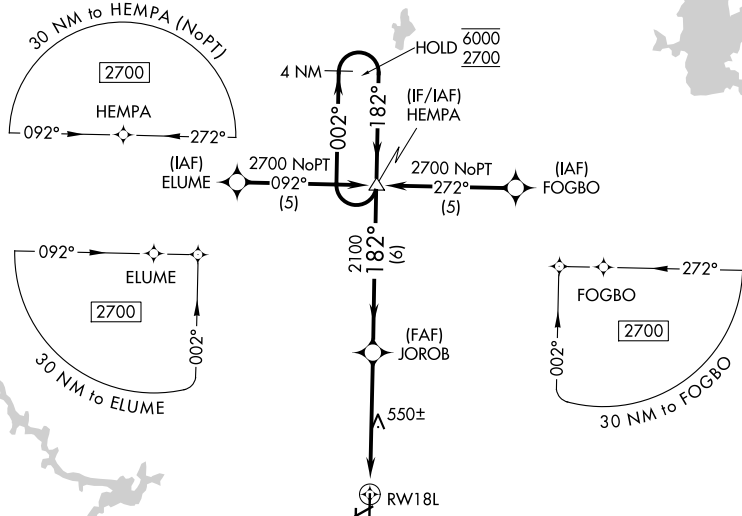 30 NM to HEMPA (NoPT)
2700
HEMPA
092°
272°
HOLD 6000
2700
4 NM
002°
182°
(IF/IAF)
HEMPA
(IAF)
ELUME
2700 NoPT
092°
(5)
2700 NoPT
272°
(5)
(IAF)
FOGBO
2100
182°
(6)
092°
ELUME
2700
002°
30 NM to ELUME
272°
FOGBO
2700
002°
30 NM to FOGBO
(FAF)
JOROB
550±
RW18L